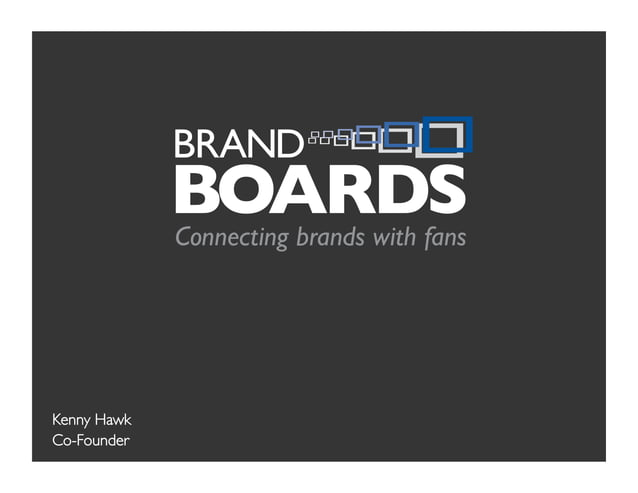 BRAND
BOARDS
Connecting brands with fans
Kenny Hawk
Co-Founder